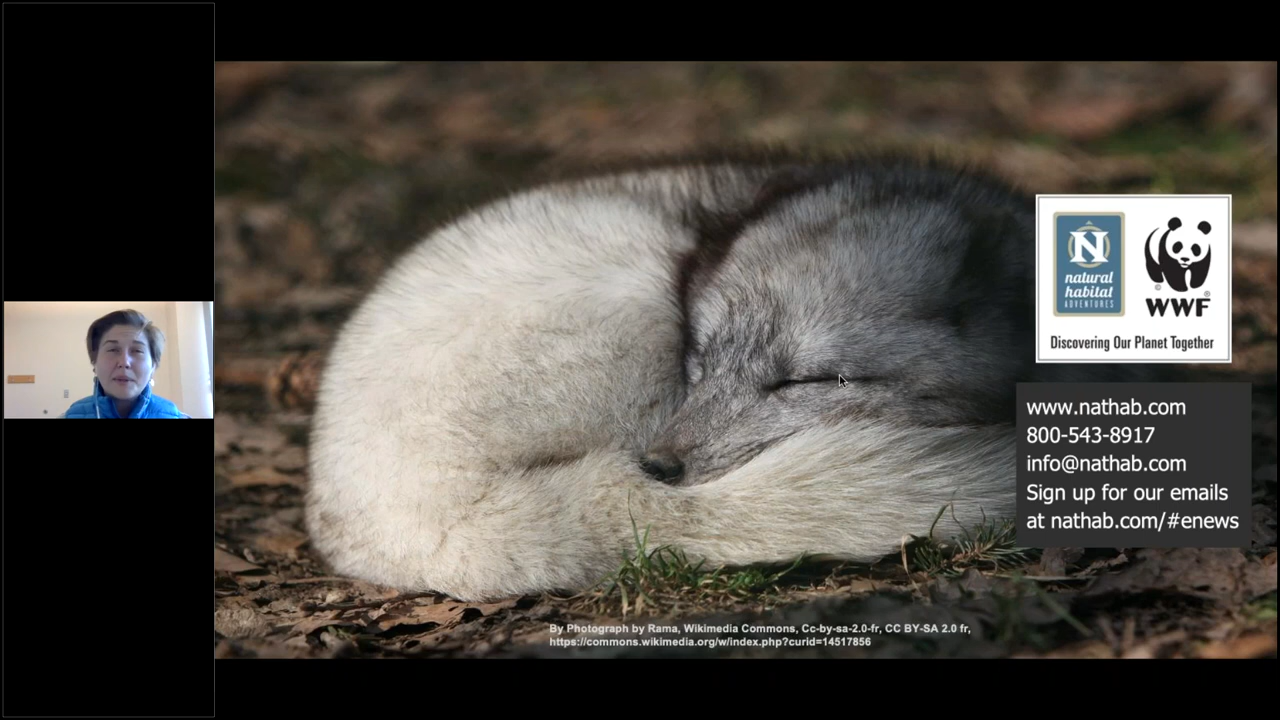 N
natural
habitat
ADVENTURES
©
®
WWF
Discovering Our Planet Together
www.nathab.com
800-543-8917
info@nathab.com
Sign up for our emails
at nathab.com/#enews
By Photograph by Rama, Wikimedia Commons, Cc-by-sa-2.0-fr, CC BY-SA 2.0 fr,
https://commons.wikimedia.org/w/index.php?curid=14517856